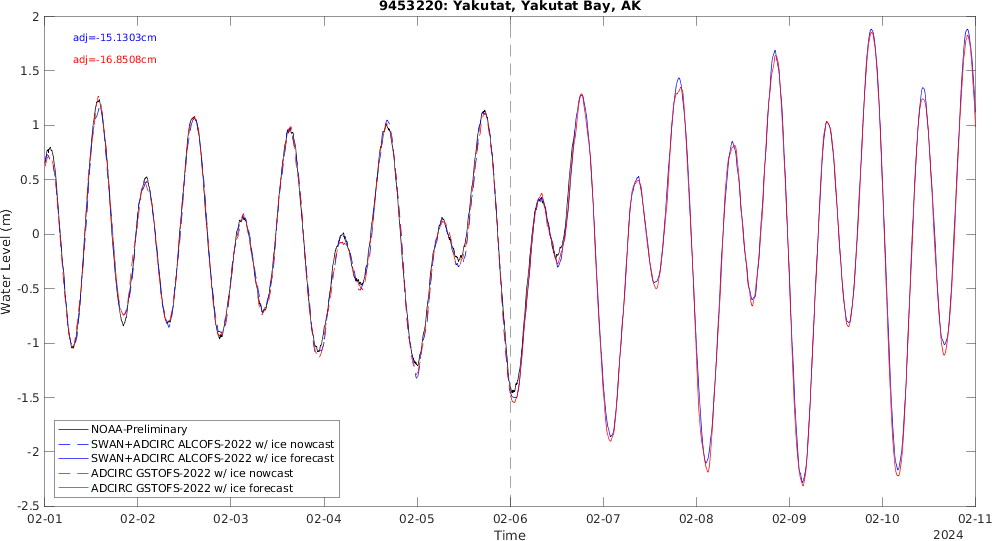 9453220: Yakutat, Yakutat Bay, AK
2
adj=-15.1303cm
adj=-16.8508cm
1.5
1
0.5
0
-0.5
-1
-1.5
-2
-2.5
Water Level (m)
NOAA-Preliminary
SWAN+ADCIRC ALCOFS-2022 w/ ice nowcast
SWAN+ADCIRC ALCOFS-2022 w/ ice forecast
ADCIRC GSTOFS-2022 w/ ice nowcast
ADCIRC GSTOFS-2022 w/ ice forecast
02-01 02-02 02-03 02-04 02-05 02-06 02-07 02-08 02-09 02-10 02-11
Time
2024